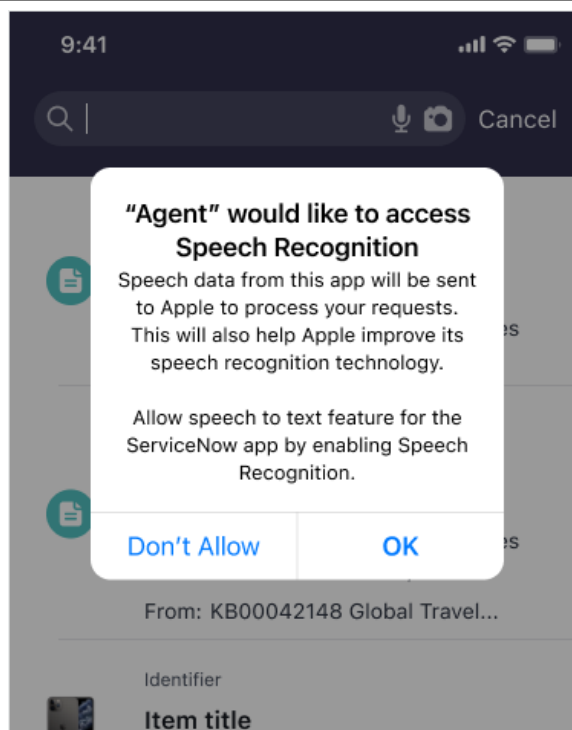 9:41
Cancel
“Agent” would like to access
Speech Recognition
Speech data from this app will be sent
to Apple to process your requests.
This will also help Apple improve its
speech recognition technology.
Allow speech to text feature for the
ServiceNow app by enabling Speech
Recognition.
Don’t Allow OK
From: KB00042148 Global Travel...
Identifier
Item title